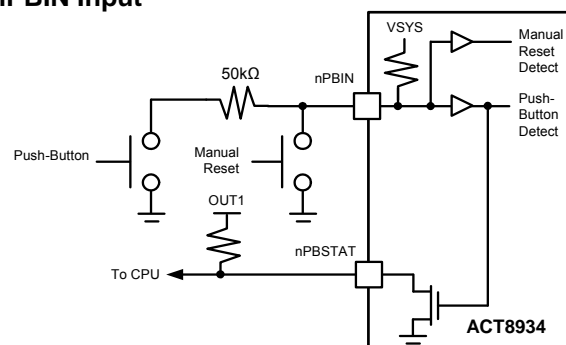 nPBIN Input
VSYS
Manual
Reset
Detect
50kΩ
nPBIN
Push-
Button
Detect
Push-Button
Manual
Reset
OUT1
nPBSTAT
To CPU
ACT8934